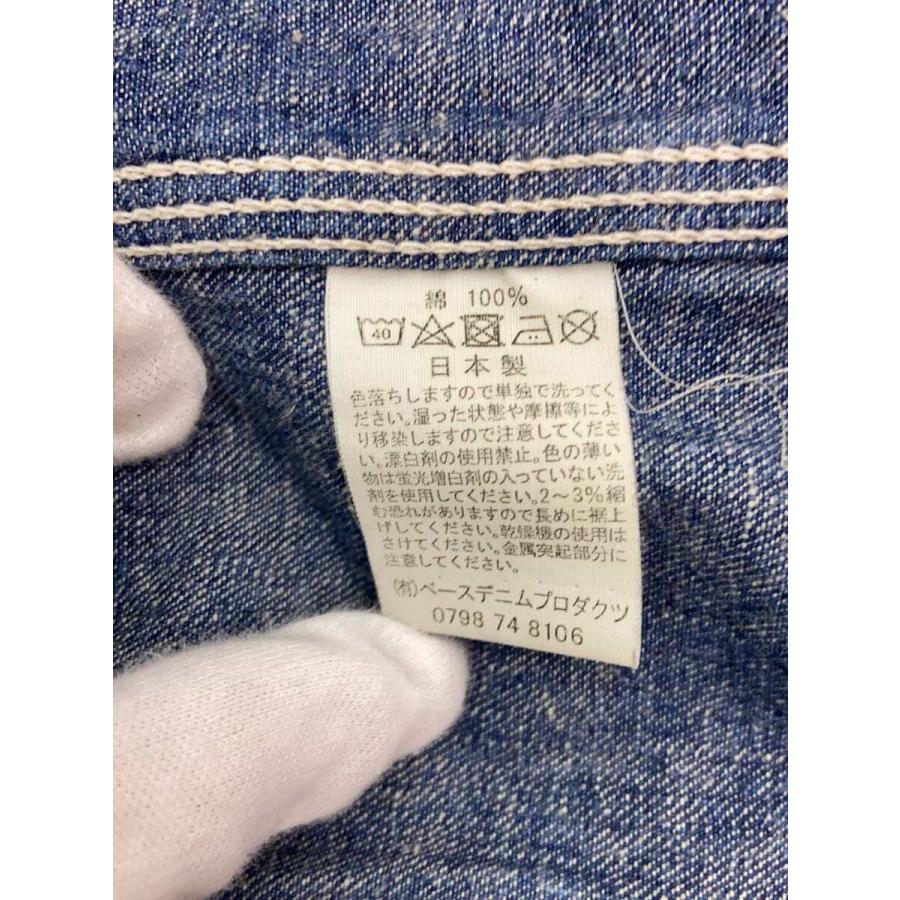 綿 100%
40
日本製
色落ちしますので単独で洗ってく
ださい。湿った状態や摩擦等によ
り移染しますので注意してくださ
い。漂白剤の使用禁止。色の薄い
物は蛍光増白剤の入っていない洗
剤を使用してください。2～3%縮
む恐れがありますので長めに裾上
げしてください。乾燥機の使用は
さけてください。金属突起部分に
注意してください。
㈲ベースデニムプロダクツ
0798 74 8106